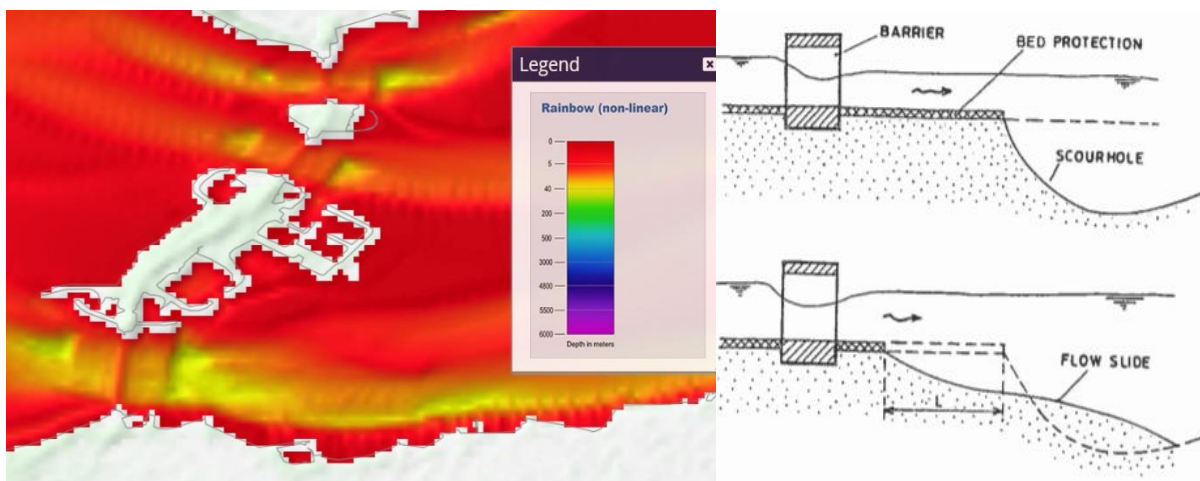 Legend
Rainbow (non-linear)
0
5
40
200
500
3000
4800
5500
6000
Depth in meters
BARRIER
BED PROTECTION
SCOURHOLE
FLOW SLIDE
L